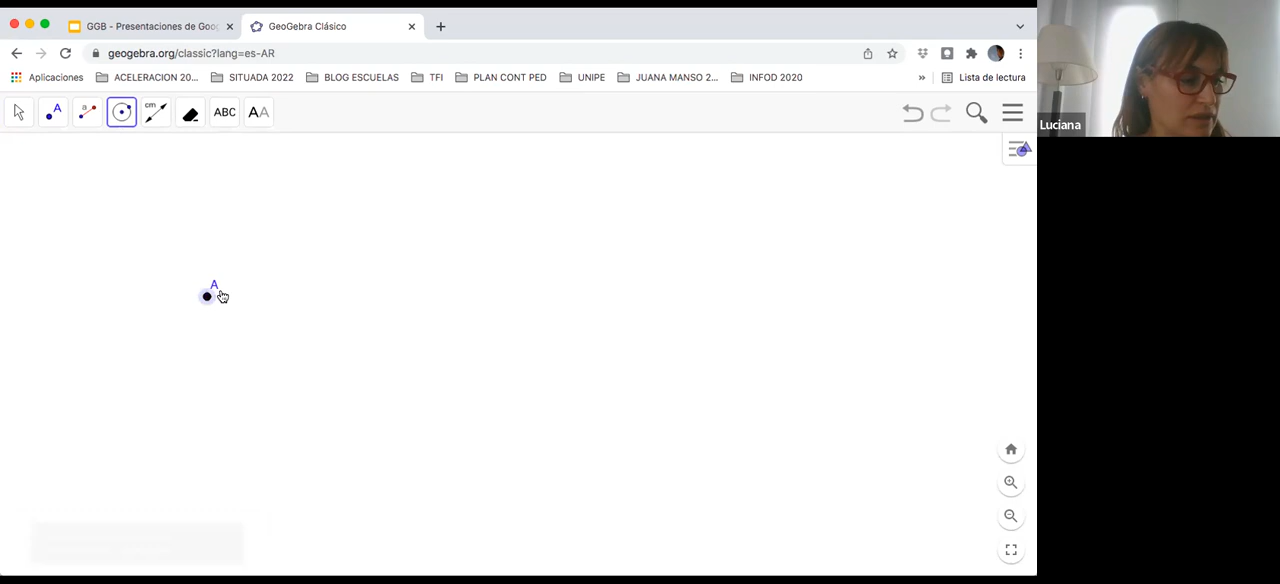 GGB - Presentaciones de Goo
GeoGebra Clásico
geogebra.org/classic?lang=es-AR
Aplicaciones
ACELERACION 20...
SITUADA 2022
BLOG ESCUELAS
TFI
PLAN CONT PED
UNIPE
JUANA MANSO 2...
INFOD 2020
»
Lista de lectura
A
a
cm
ABC
AA
Luciana
A